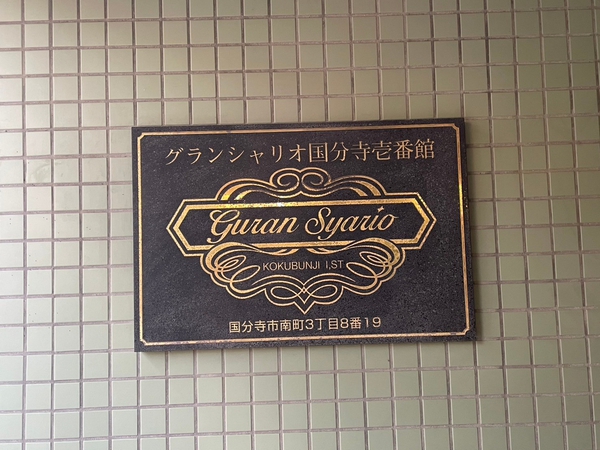 グランシャリオ国分寺壱番館
Guran Syario
KOKUBUNJI I,ST
国分寺市南町3丁目8番19